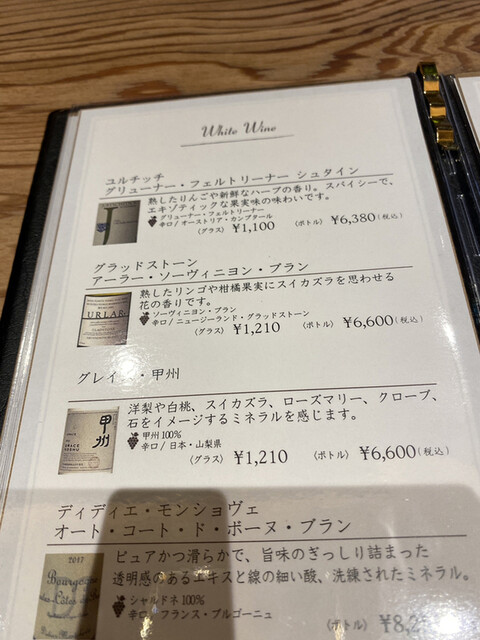 White Wine
ユルチッチ
グリューナー・フェルトリーナー シュタイン
熟したりんごや新鮮なハーブの香り。スパイシーで、
エキゾティックな果実味の味わいです。
グリューナー・フェルトリーナー
辛口/オーストリア・カンプタール
(グラス) ¥1,100 (ボトル) ¥6,380(税込)
グラッドストーン
アーラー・ソーヴィニヨン・ブラン
熟したリンゴや柑橘果実にスイカズラを思わせる
花の香りです。
URLAR
ソーヴィニヨン・ブラン
辛口/ニュージーランド・グラッドストーン
(グラス) ¥1,210 (ボトル) ¥6,600(税込)
・甲州
洋梨や白桃、スイカズラ、ローズマリー、クローブ、
石をイメージするミネラルを感じます。
甲州
甲州100%
辛口/日本・山梨県
(グラス) ¥1,210 (ボトル) ¥6,600(税込)
ディディエ・モンショヴェ
オート・コート・ド・ボーヌ・ブラン
ピュアかつ滑らかで、旨味のぎっしり詰まった
透明感のあるエキスと線の細い酸、洗練されたミネラル。
2017
シャルドネ100%
辛口/フランス・ブルゴーニュ
(ボトル) ¥8,2